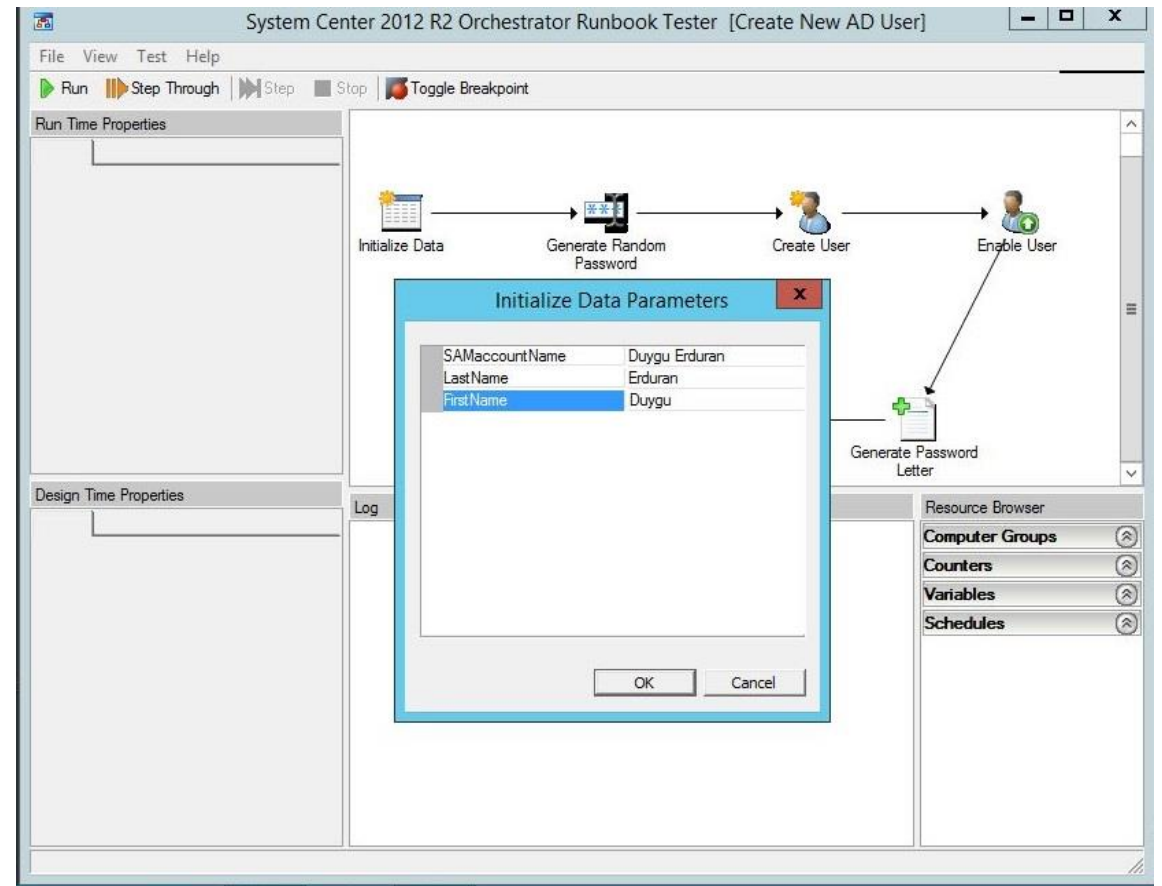 System Center 2012 R2 Orchestrator Runbook Tester [Create New AD User]
File View Test Help
Run Step Through Step Stop Toggle Breakpoint
Run Time Properties
Initialize Data
Generate Random
Password
Create User
Enable User
Initialize Data Parameters
SAMaccountName Duygu Erduran
LastName Erduran
FirstName Duygu
Generate Password
Letter
OK Cancel
Design Time Properties
Log
Resource Browser
Computer Groups
Counters
Variables
Schedules